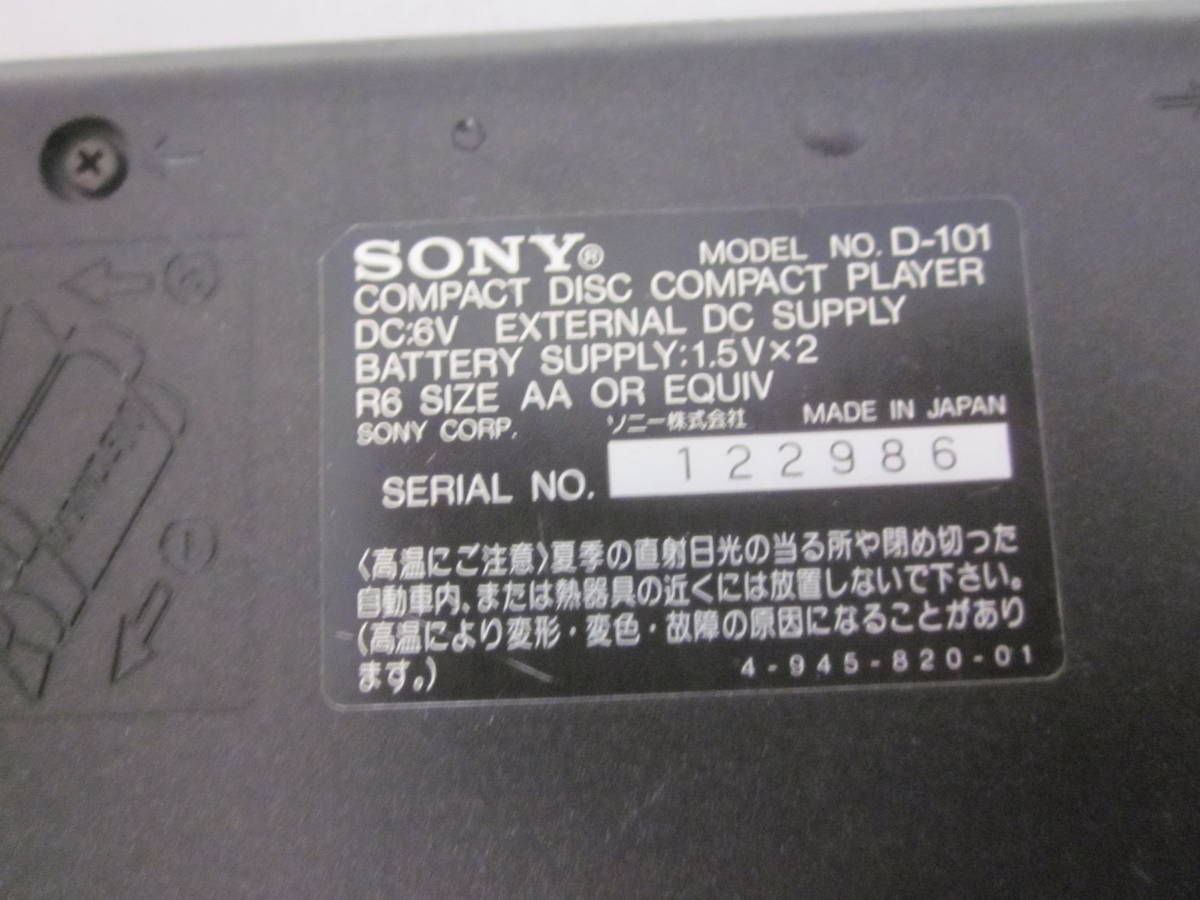 SONY® MODEL NO. D-101
COMPACT DISC COMPACT PLAYER
DC:6V EXTERNAL DC SUPPLY
BATTERY SUPPLY:1.5V×2
R6 SIZE AA OR EQUIV
SONY CORP. ソニー株式会社 MADE IN JAPAN
SERIAL NO. 122986
〈高温にご注意〉夏季の直射日光の当る所や閉め切った
自動車内、または熱器具の近くには放置しないで下さい。
(高温により変形・変色・故障の原因になることがあり
ます。)
4-945-820-01